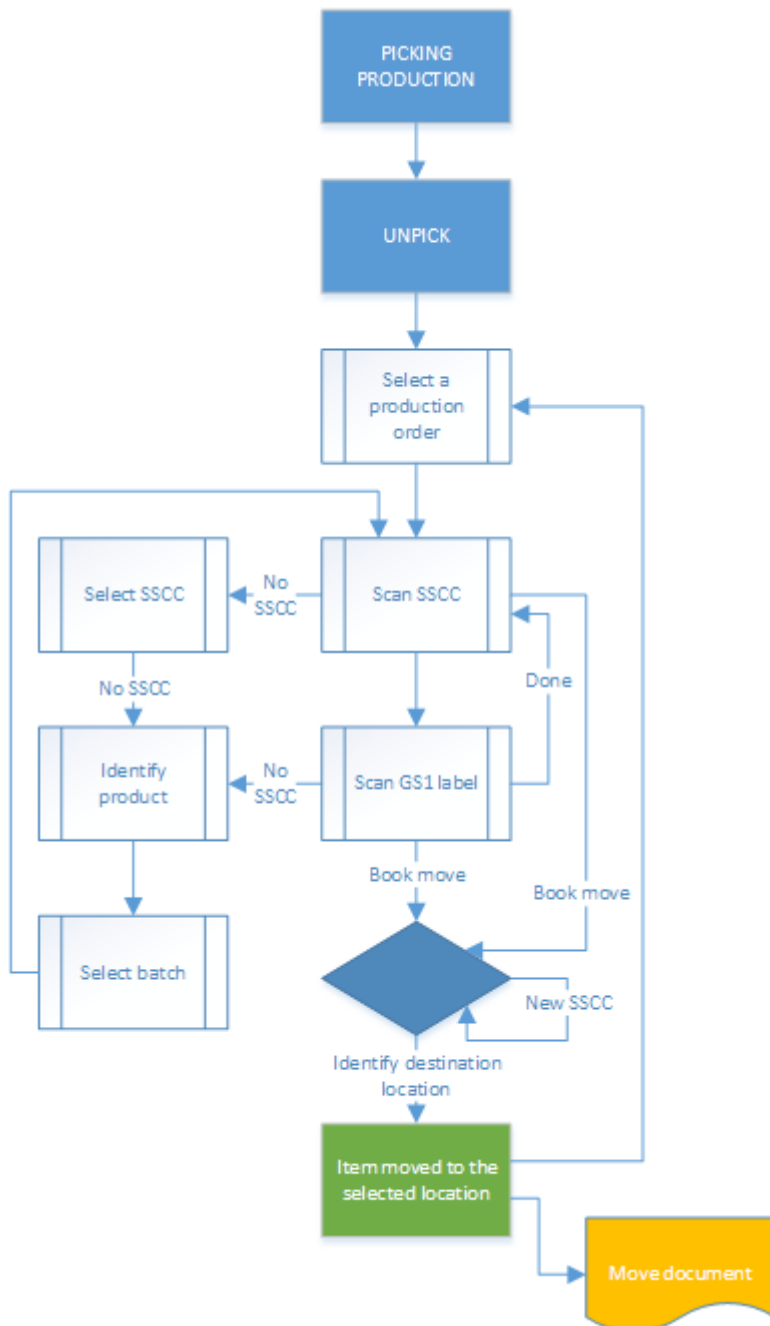 PICKING
PRODUCTION
UNPICK
Select a
production
order
Select SSCC
No
SSCC
Scan SSCC
No SSCC
Done
Identify
product
No
SSCC
Scan GS1 label
Book move
Book move
Select batch
New SSCC
Identify destination
location
Item moved to the
selected location
Move document